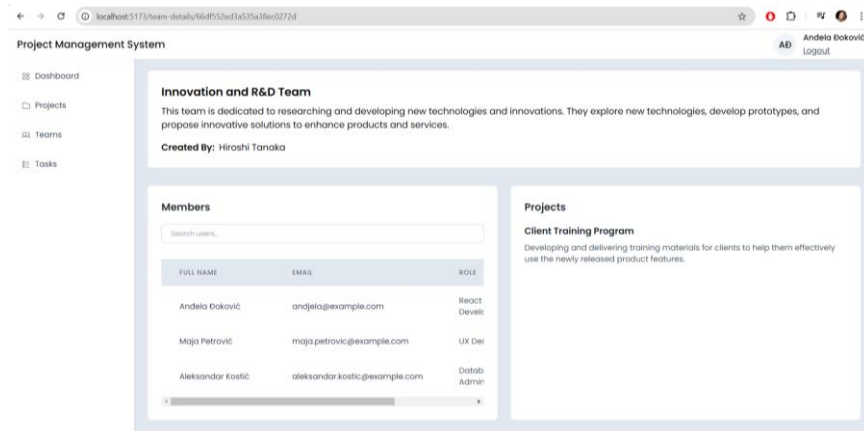 localhost:5173/team-details/66df552ed3a535a38ec0272d
Project Management System
AĐ
Anđela Đoković
Logout
Dashboard
Projects
Teams
Tasks
Innovation and R&D Team
This team is dedicated to researching and developing new technologies and innovations. They explore new technologies, develop prototypes, and
propose innovative solutions to enhance products and services.
Created By: Hiroshi Tanaka
Members
Search users...
FULL NAME EMAIL ROLE
Anđela Đoković andjela@example.com React
Develc
Maja Petrović maja.petrovic@example.com UX Des
Aleksandar Kostić aleksandar.kostic@example.com Datab
Admin
Projects
Client Training Program
Developing and delivering training materials for clients to help them effectively
use the newly released product features.